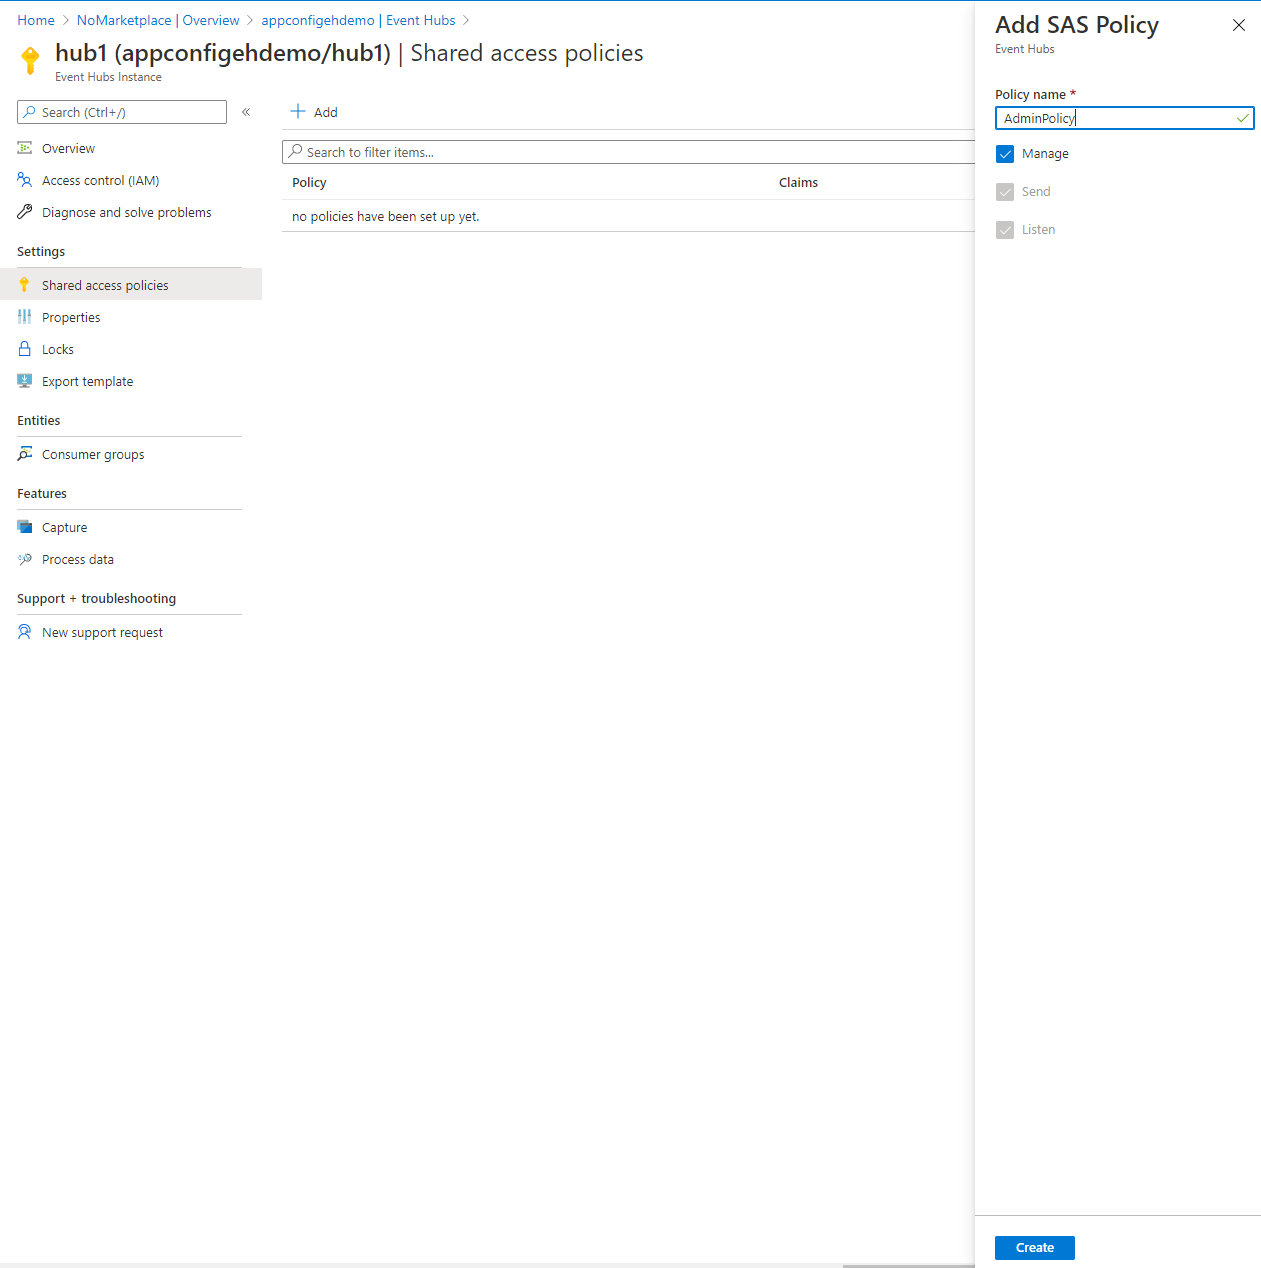 Home > NoMarketplace | Overview > appconfigehdemo | Event Hubs >
hub1 (appconfigehdemo/hub1) | Shared access policies
Event Hubs Instance
Search (Ctrl+/)
«
Overview
Access control (IAM)
Diagnose and solve problems
Settings
Shared access policies
Properties
Locks
Export template
Entities
Consumer groups
Features
Capture
Process data
Support + troubleshooting
New support request
+ Add
Search to filter items...
Policy Claims
no policies have been set up yet.
Add SAS Policy
Event Hubs
Policy name *
AdminPolicy
Manage
Send
Listen
Create